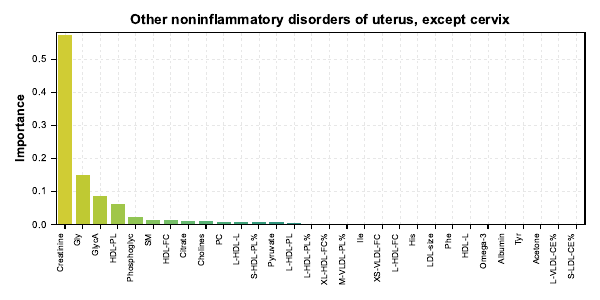 Other noninflammatory disorders of uterus, except cervix
Importance
0.5
0.4
0.3
0.2
0.1
0.0
Creatinine
Gly
GlycA
HDL-PL
Phosphoglyc
SM
HDL-FC
Citrate
Cholines
PC
L-HDL-L
S-HDL-PL%
Pyruvate
L-HDL-PL
L-HDL-PL%
XL-HDL-FC%
M-VLDL-PL%
Ile
XS-VLDL-FC
L-HDL-FC
His
LDL-size
Phe
HDL-L
Omega-3
Albumin
Tyr
Acetone
L-VLDL-CE%
S-LDL-CE%